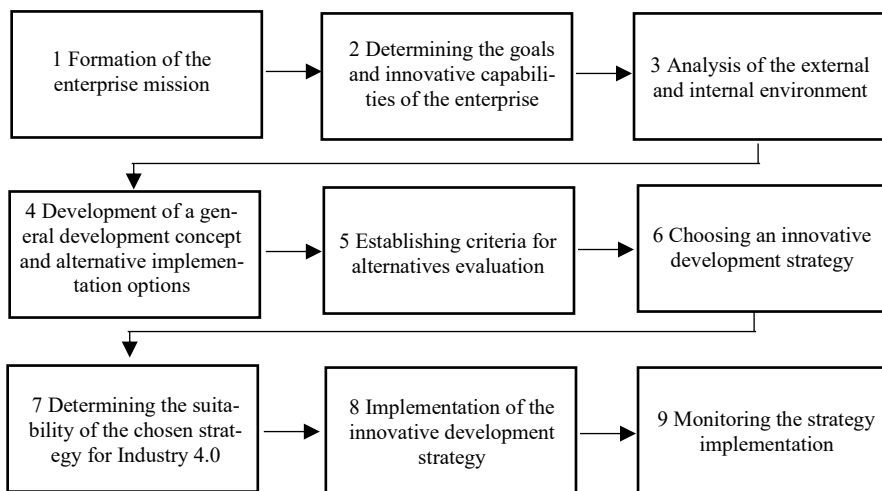 1 Formation of the
enterprise mission
2 Determining the goals
and innovative capabili-
ties of the enterprise
3 Analysis of the external
and internal environment
4 Development of a gen-
eral development concept
and alternative implemen-
tation options
5 Establishing criteria for
alternatives evaluation
6 Choosing an innovative
development strategy
7 Determining the suita-
bility of the chosen strat-
egy for Industry 4.0
8 Implementation of the
innovative development
strategy
9 Monitoring the strategy
implementation